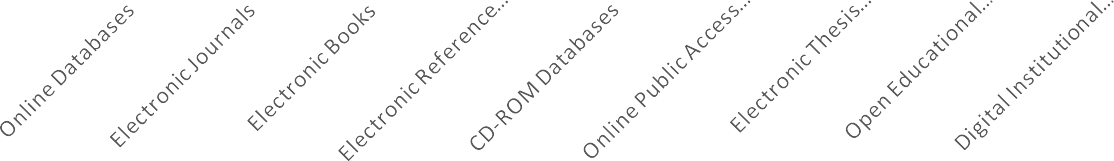 Online Databases
Electronic Journals
Electronic Books
Electronic Reference...
CD-ROM Databases
Online Public Access...
Electronic Thesis...
Open Educational...
Digital Institutional...